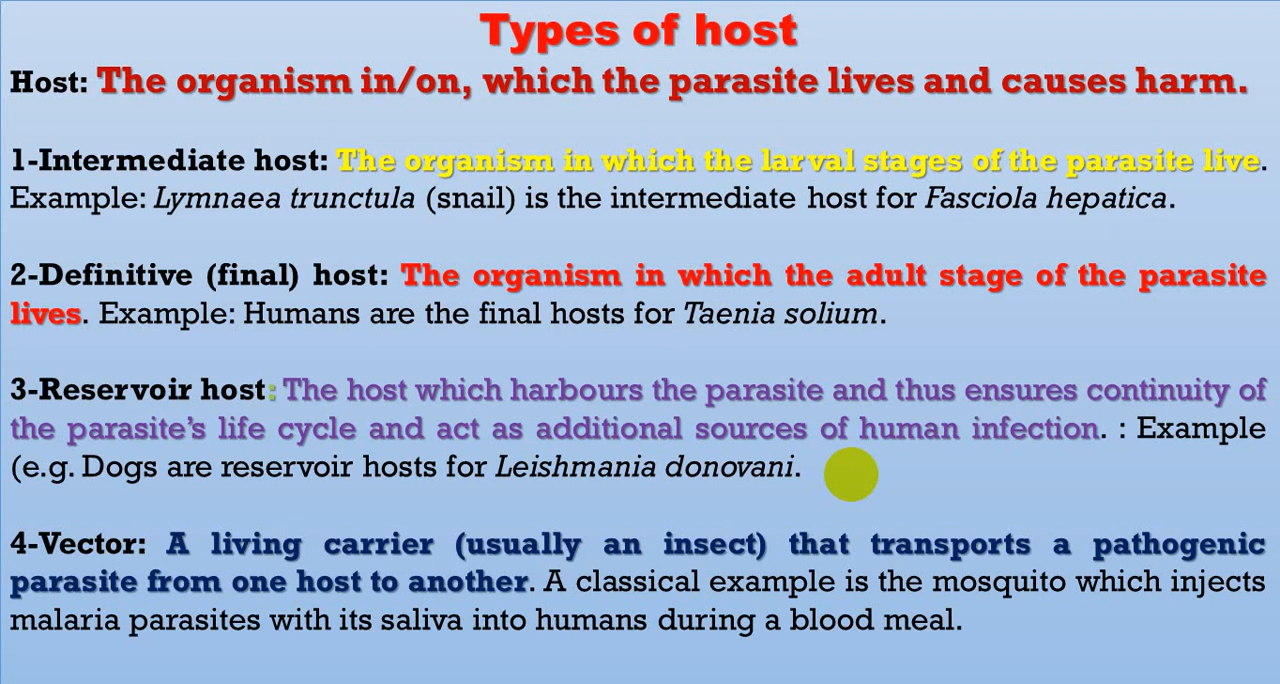 Types of host
Host: The organism in/on, which the parasite lives and causes harm.
1-Intermediate host: The organism in which the larval stages of the parasite live.
Example: Lymnaea trunctula (snail) is the intermediate host for Fasciola hepatica.
2-Definitive (final) host: The organism in which the adult stage of the parasite
lives. Example: Humans are the final hosts for Taenia solium.
3-Reservoir host: The host which harbours the parasite and thus ensures continuity of
the parasite’s life cycle and act as additional sources of human infection. : Example
(e.g. Dogs are reservoir hosts for Leishmania donovani.
4-Vector: A living carrier (usually an insect) that transports a pathogenic
parasite from one host to another. A classical example is the mosquito which injects
malaria parasites with its saliva into humans during a blood meal.